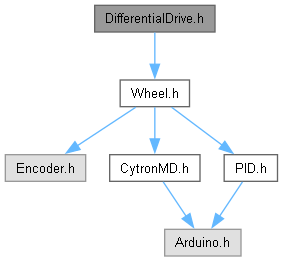 DifferentialDrive.h
Wheel.h
Encoder.h
CytronMD.h
PID.h
Arduino.h